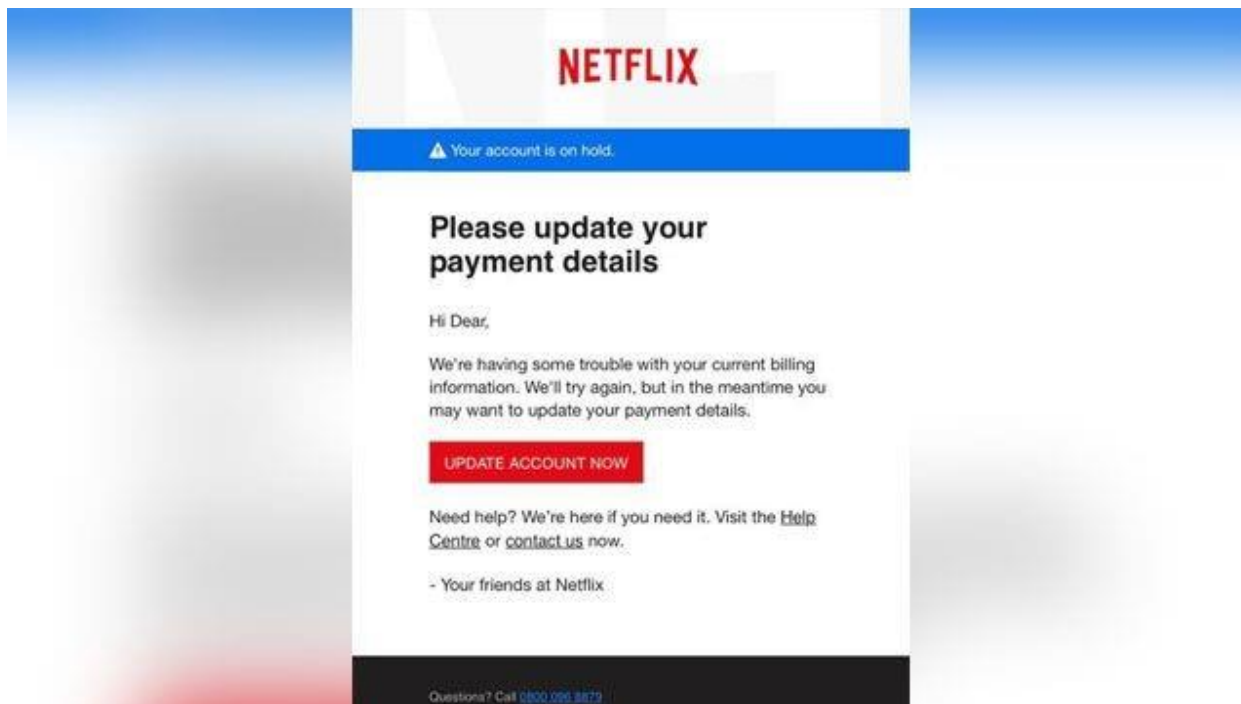 NETFLIX
Your account is on hold.
Please update your
payment details
Hi Dear,
We're having some trouble with your current billing
information. We'll try again, but in the meantime you
may want to update your payment details.
UPDATE ACCOUNT NOW
Need help? We're here if you need it. Visit the Help
Centre or contact us now.
- Your friends at Netflix
Questions? Call 0800 096 8879